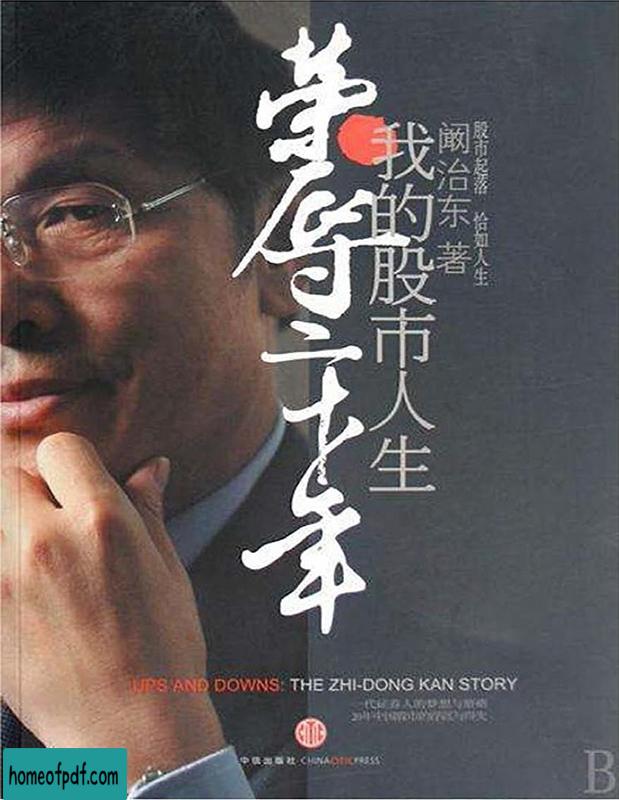 荣辱二十年
我的股市人生
阚治东 著
股市起落 恰如人生
UPS AND DOWNS: THE ZHI-DONG KAN STORY
一代证券人的梦想与磨砺
中信出版社·CHINA CITIC PRESS
homeofpdf.com
B